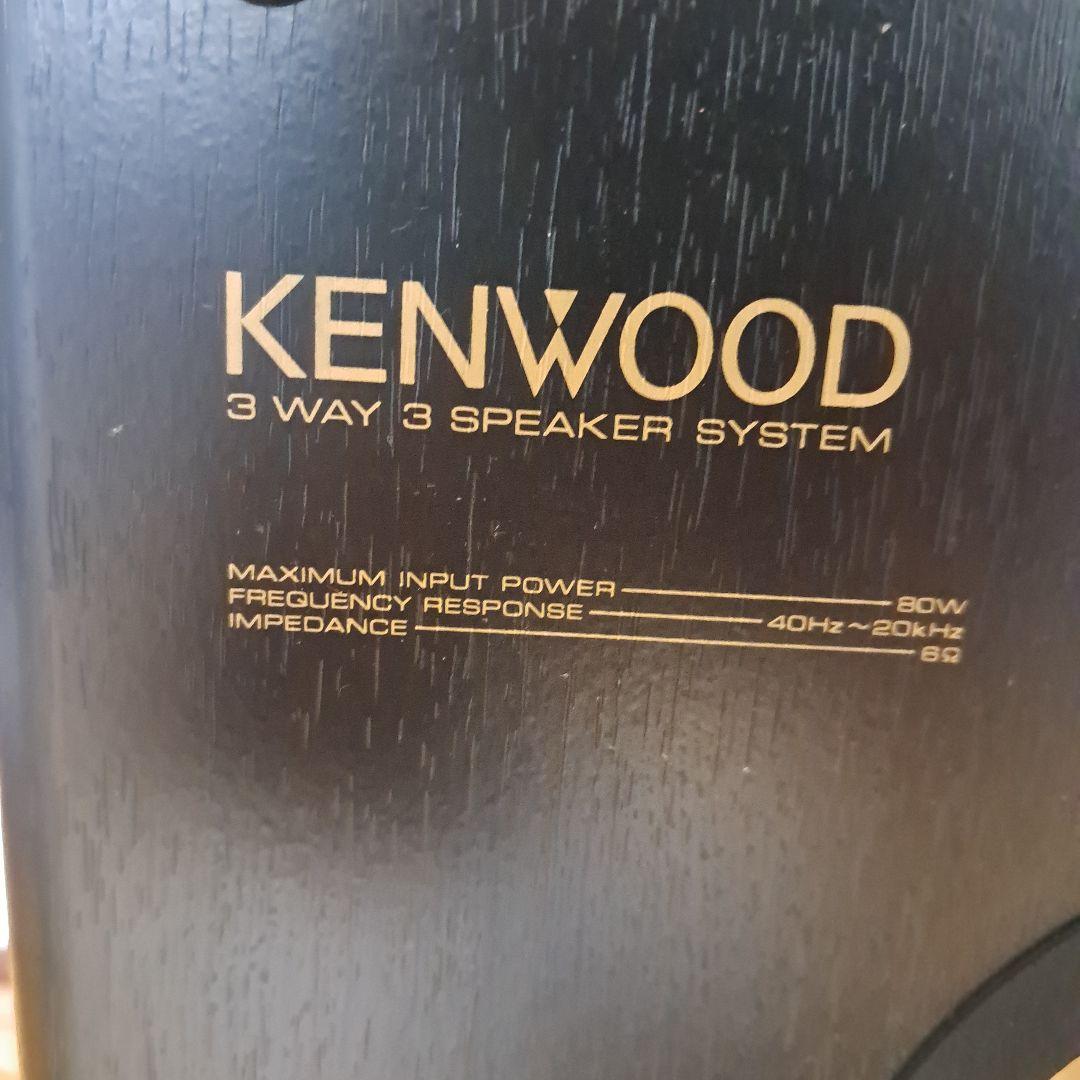 KENWOOD
3 WAY 3 SPEAKER SYSTEM
MAXIMUM INPUT POWER 80W
FREQUENCY RESPONSE 40Hz~20kHz
IMPEDANCE 6Ω